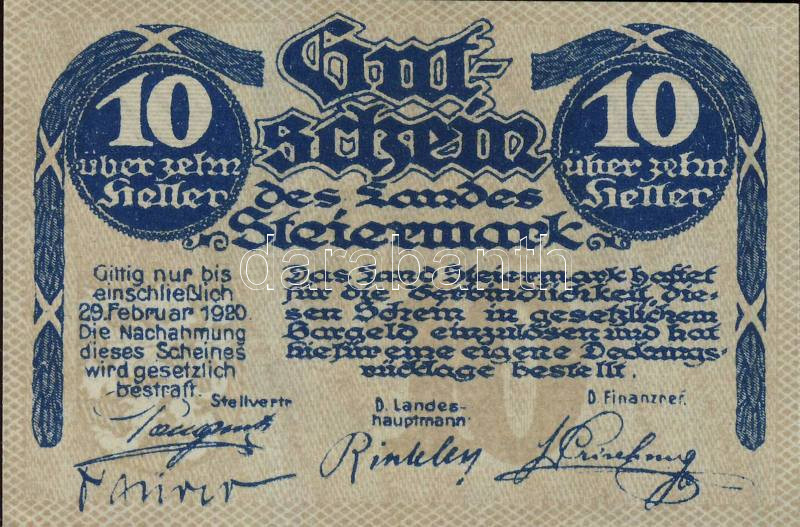 Gut-
schein
10
über zehn
Heller
10
über zehn
Heller
des Landes
Steiermark
Giltig nur bis
einschließlich
29. Februar 1920.
Die Nachahmung
dieses Scheines
wird gesetzlich
bestraft.
Das Land Steiermark haftet
für die Verbindlichkeit, die-
sen Schein in gesetzlichem
Bargeld einzulösen und hat
hiefür eine eigene Deckungs-
rücklage bestellt.
Stellvertr
D. Landes-
hauptmann:
D. Finanzref.
Rintelen
10
darabanth